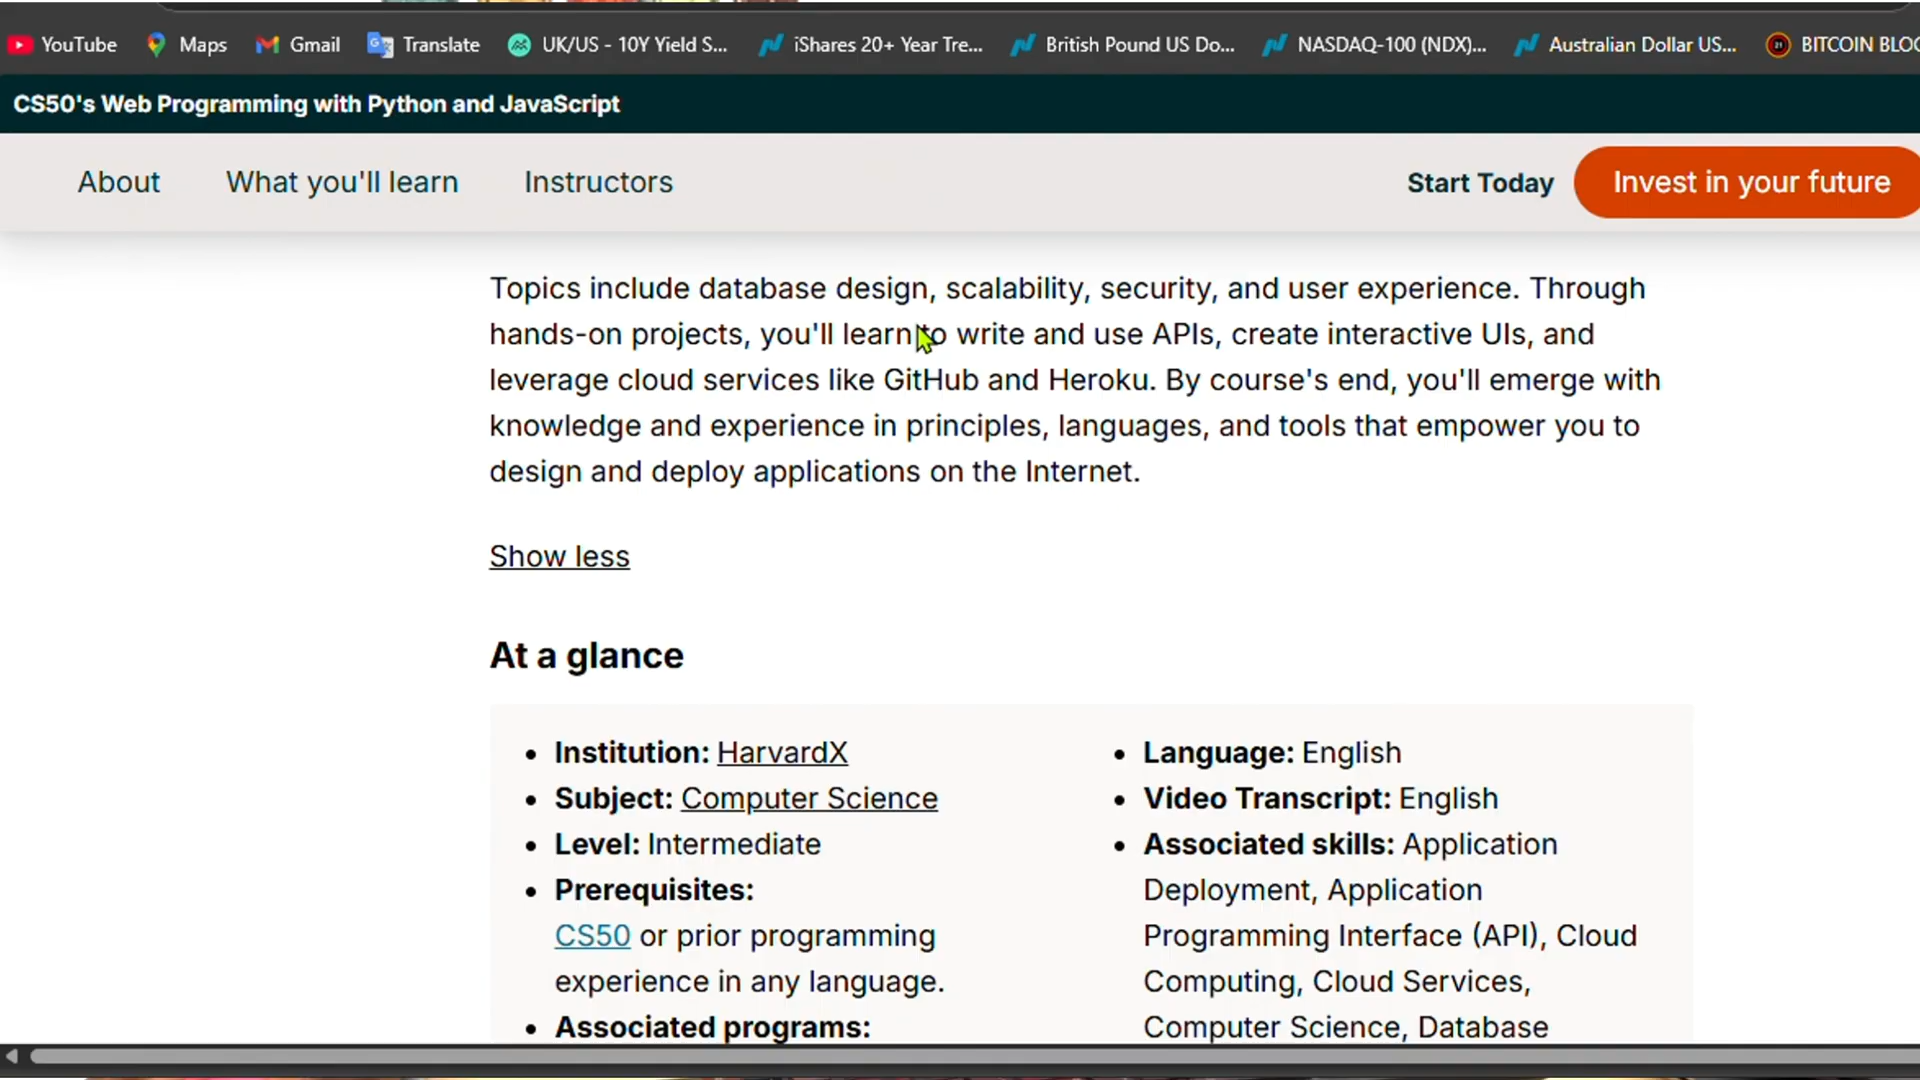 YouTube Maps Gmail Translate UK/US - 10Y Yield S... iShares 20+ Year Tre... British Pound US Do... NASDAQ-100 (NDX)... Australian Dollar US... BITCOIN BLOC
CS50's Web Programming with Python and JavaScript
About What you'll learn Instructors Start Today Invest in your future
Topics include database design, scalability, security, and user experience. Through
hands-on projects, you'll learn to write and use APIs, create interactive UIs, and
leverage cloud services like GitHub and Heroku. By course's end, you'll emerge with
knowledge and experience in principles, languages, and tools that empower you to
design and deploy applications on the Internet.
Show less
At a glance
Institution: HarvardX
Subject: Computer Science
Level: Intermediate
Prerequisites:
CS50 or prior programming
experience in any language.
Associated programs:
Language: English
Video Transcript: English
Associated skills: Application
Deployment, Application
Programming Interface (API), Cloud
Computing, Cloud Services,
Computer Science, Database